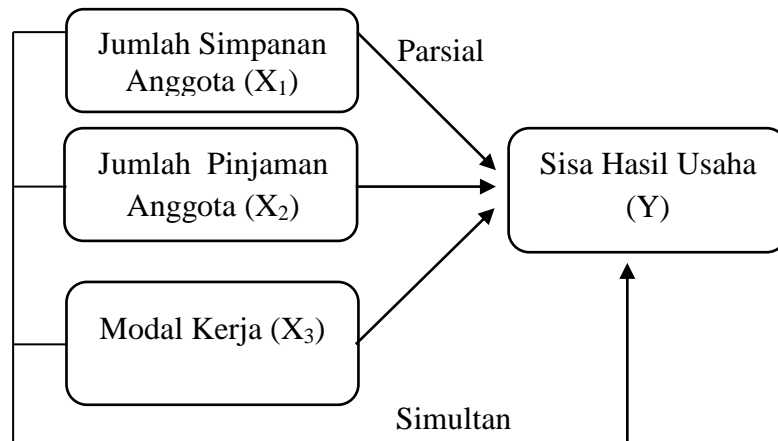 Jumlah Simpanan
Anggota (X₁)
Parsial
Jumlah Pinjaman
Anggota (X₂)
Sisa Hasil Usaha
(Y)
Modal Kerja (X₃)
Simultan